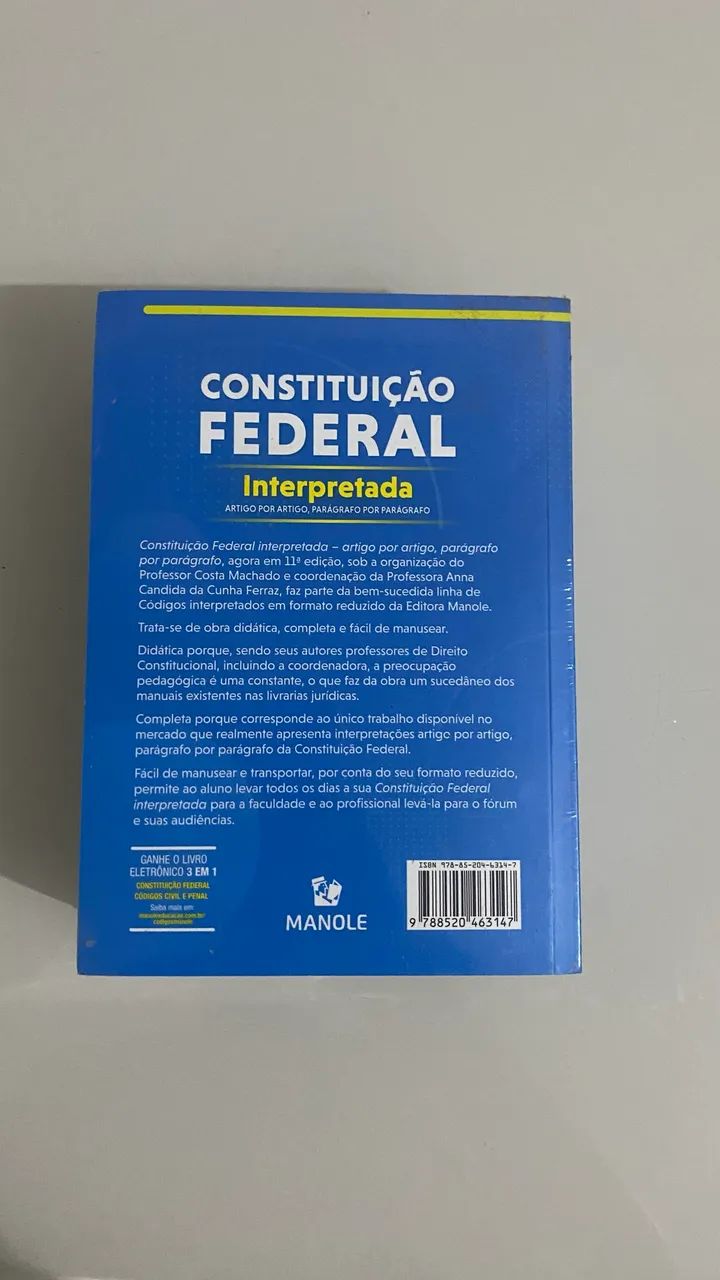 CONSTITUIÇÃO
FEDERAL
Interpretada
ARTIGO POR ARTIGO, PARÁGRAFO POR PARÁGRAFO
Constituição Federal interpretada – artigo por artigo, parágrafo
por parágrafo, agora em 11ª edição, sob a organização do
Professor Costa Machado e coordenação da Professora Anna
Candida da Cunha Ferraz, faz parte da bem-sucedida linha de
Códigos interpretados em formato reduzido da Editora Manole.
Trata-se de obra didática, completa e fácil de manusear.
Didática porque, sendo seus autores professores de Direito
Constitucional, incluindo a coordenadora, a preocupação
pedagógica é uma constante, o que faz da obra um sucedâneo dos
manuais existentes nas livrarias jurídicas.
Completa porque corresponde ao único trabalho disponível no
mercado que realmente apresenta interpretações artigo por artigo,
parágrafo por parágrafo da Constituição Federal.
Fácil de manusear e transportar, por conta do seu formato reduzido,
permite ao aluno levar todos os dias a sua Constituição Federal
interpretada para a faculdade e ao profissional levá-la para o fórum
e suas audiências.
GANHE O LIVRO
ELETRÔNICO 3 EM 1
CONSTITUIÇÃO FEDERAL
CÓDIGOS CIVIL E PENAL
Saiba mais em:
manoleeducacao.com.br/
codigosmanole
MANOLE
ISBN 978-85-204-6314-7
9 788520 463147